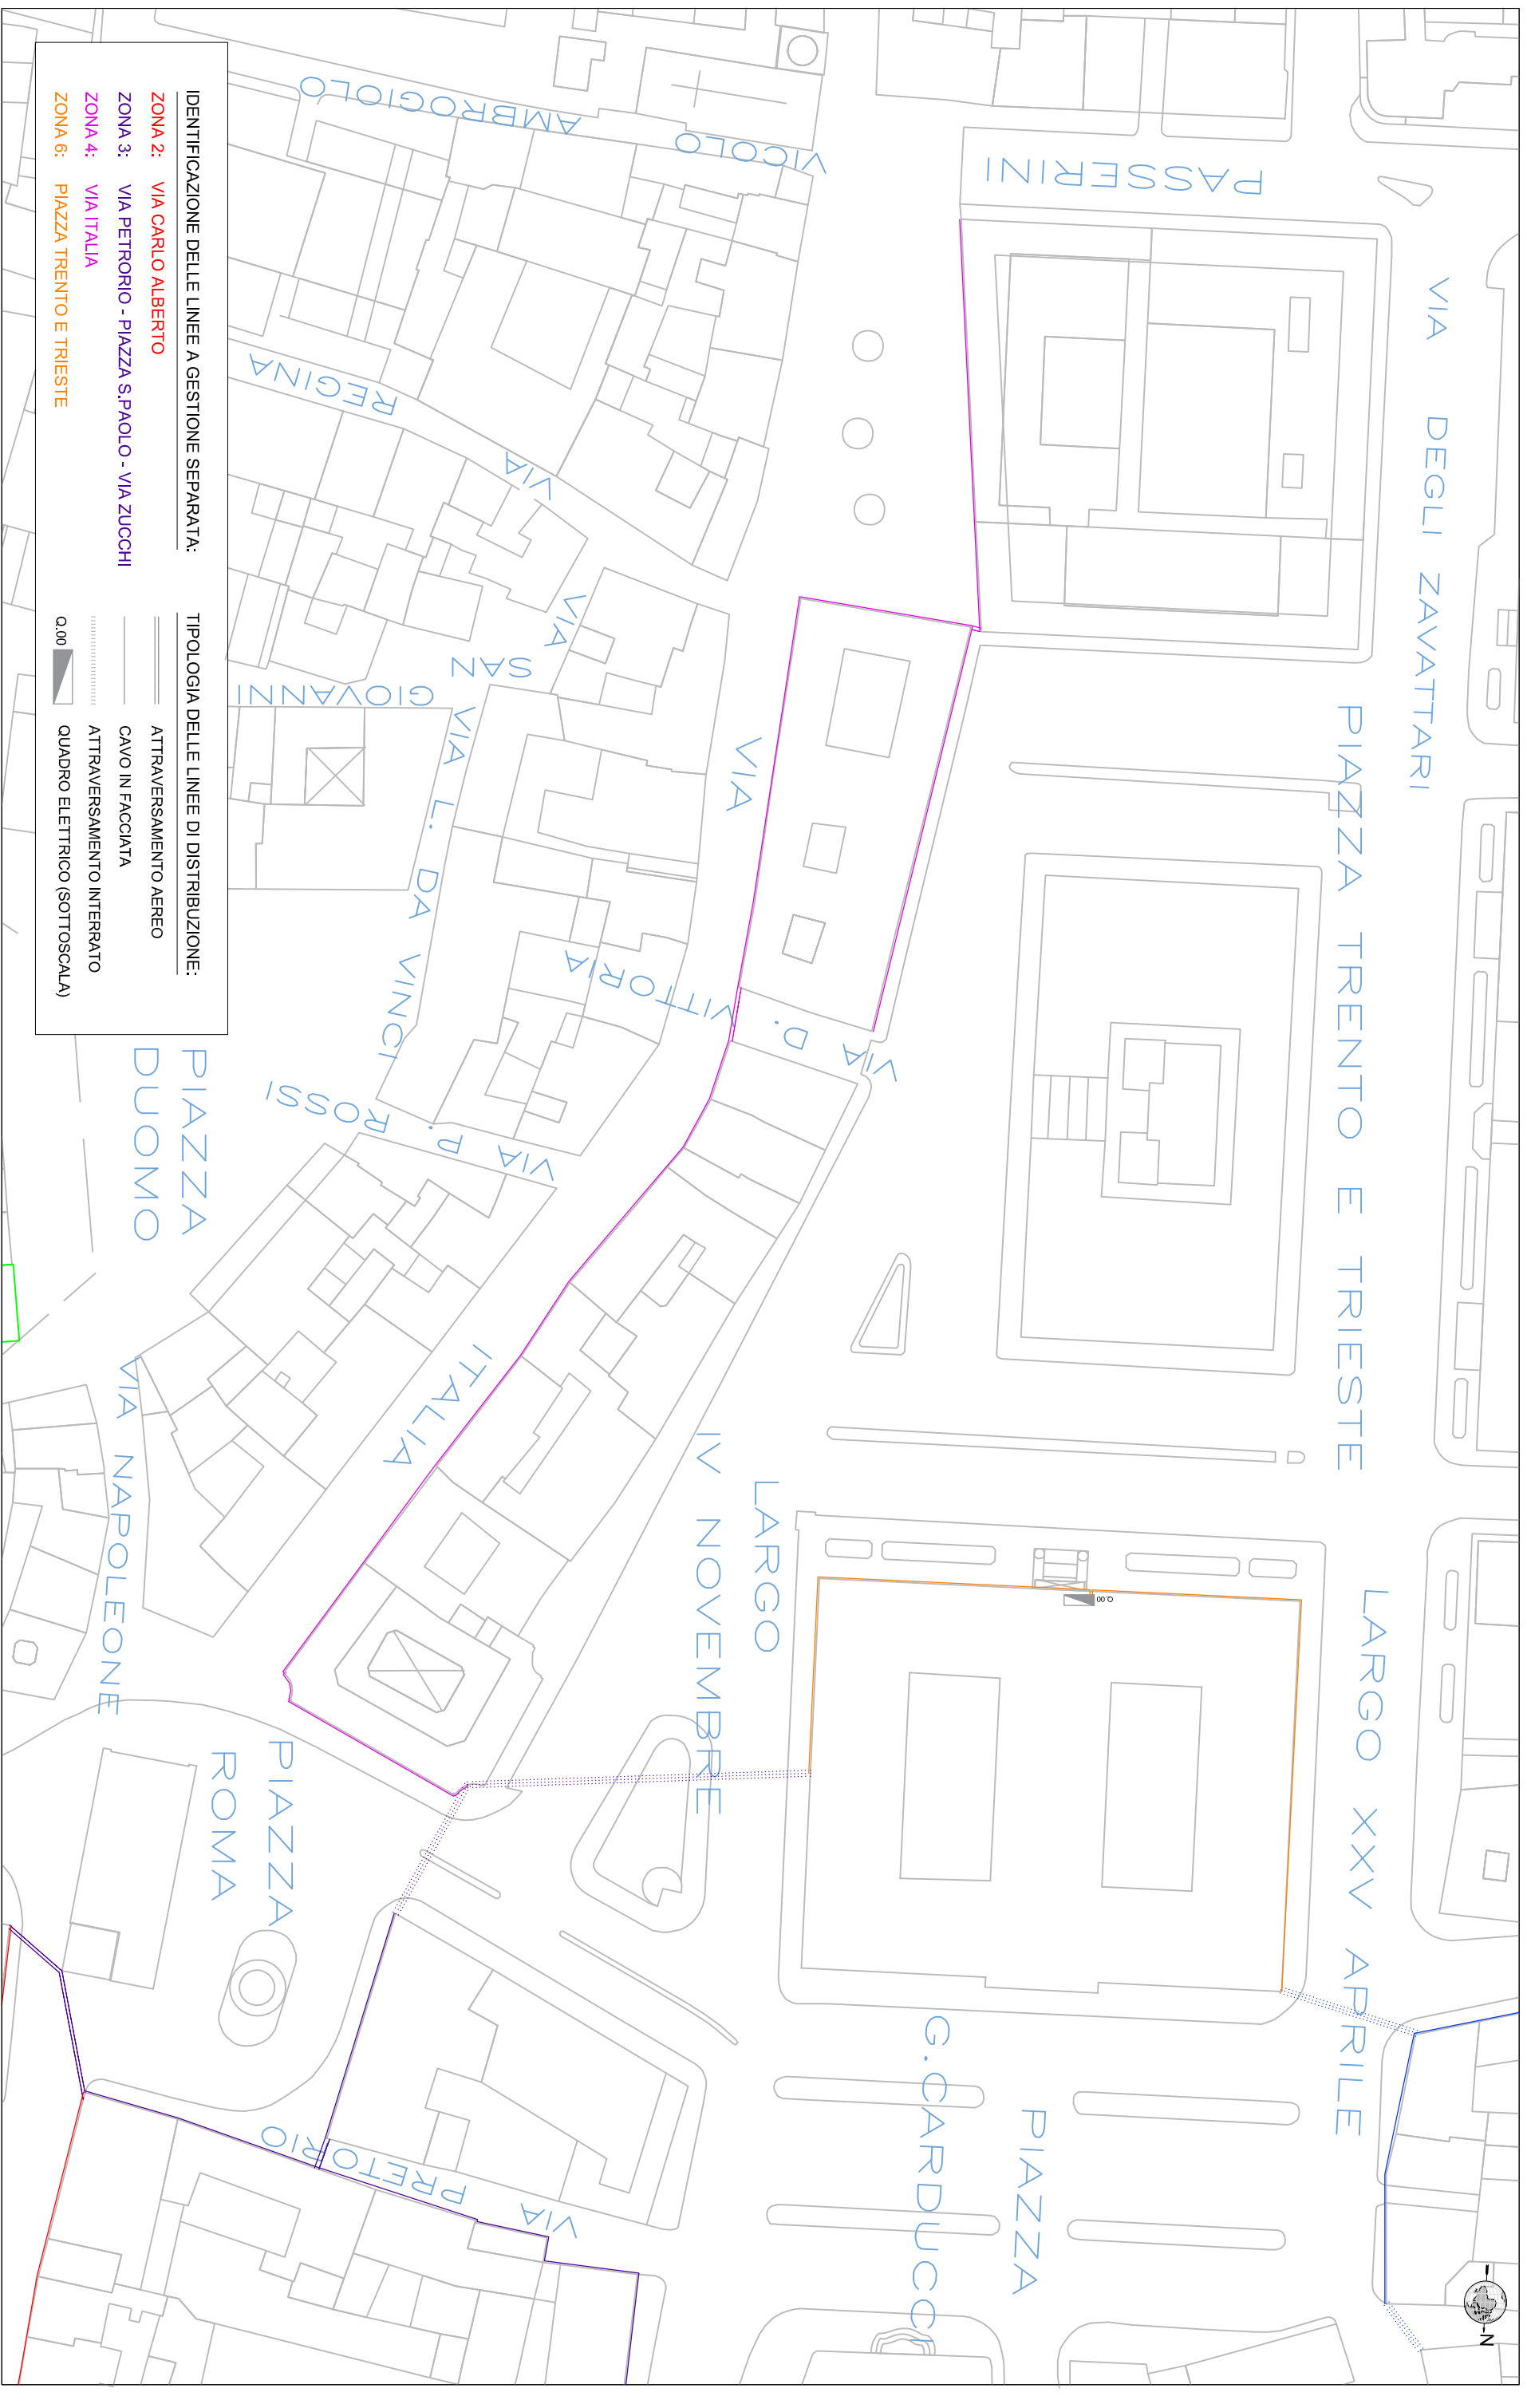 IDENTIFICAZIONE DELLE LINEE A GESTIONE SEPARATA:
ZONA 2: VIA CARLO ALBERTO
ZONA 3: VIA PETRORIO - PIAZZA S.PAOLO - VIA ZUCCHI
ZONA 4: VIA ITALIA
ZONA 6: PIAZZA TRENTO E TRIESTE
TIPOLOGIA DELLE LINEE DI DISTRIBUZIONE:
ATTRAVERSAMENTO AEREO
CAVO IN FACCIATA
ATTRAVERSAMENTO INTERRATO
Q.00 QUADRO ELETTRICO (SOTTOSCALA)
VIA DEGLI ZAVATTARI
PIAZZA TRENTO E TRIESTE
LARGO XXV APRILE
PASSERINI
VICOLO AMBROGIOLO
VIA REGINA
VIA SAN GIOVANNI
VIA L. DA VINCI
VIA VITTORIA
VIA D.
VIA P. ROSSI
VIA ITALIA
LARGO
IV NOVEMBRE
PIAZZA
DUOMO
VIA NAPOLEONE
PIAZZA
ROMA
VIA PRETORIO
PIAZZA
G.CARDUCCI
Q.00
N